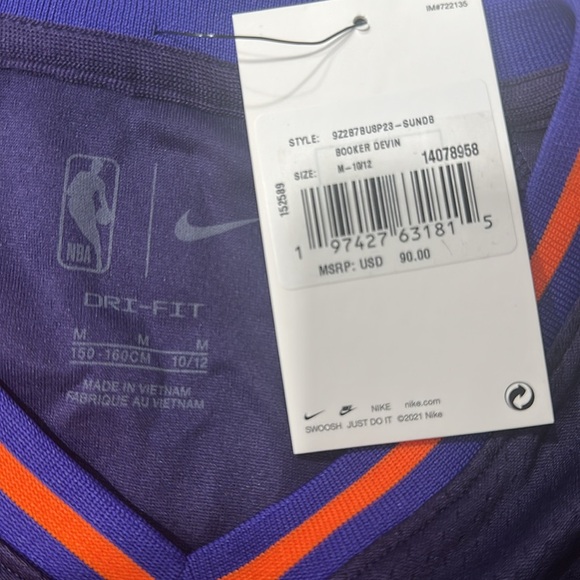 IM#722135
STYLE: 9Z2B7BU8P23-SUNDB
BOOKER DEVIN
SIZE: M-10/12
14078958
152589
1 97427 63181 5
MSRP: USD 90.00
NIKE nike.com
SWOOSH. JUST DO IT ©2021 Nike
NBA
DRI-FIT
M M M
150-160CM 10/12
MADE IN VIETNAM
FABRIQUE AU VIETNAM